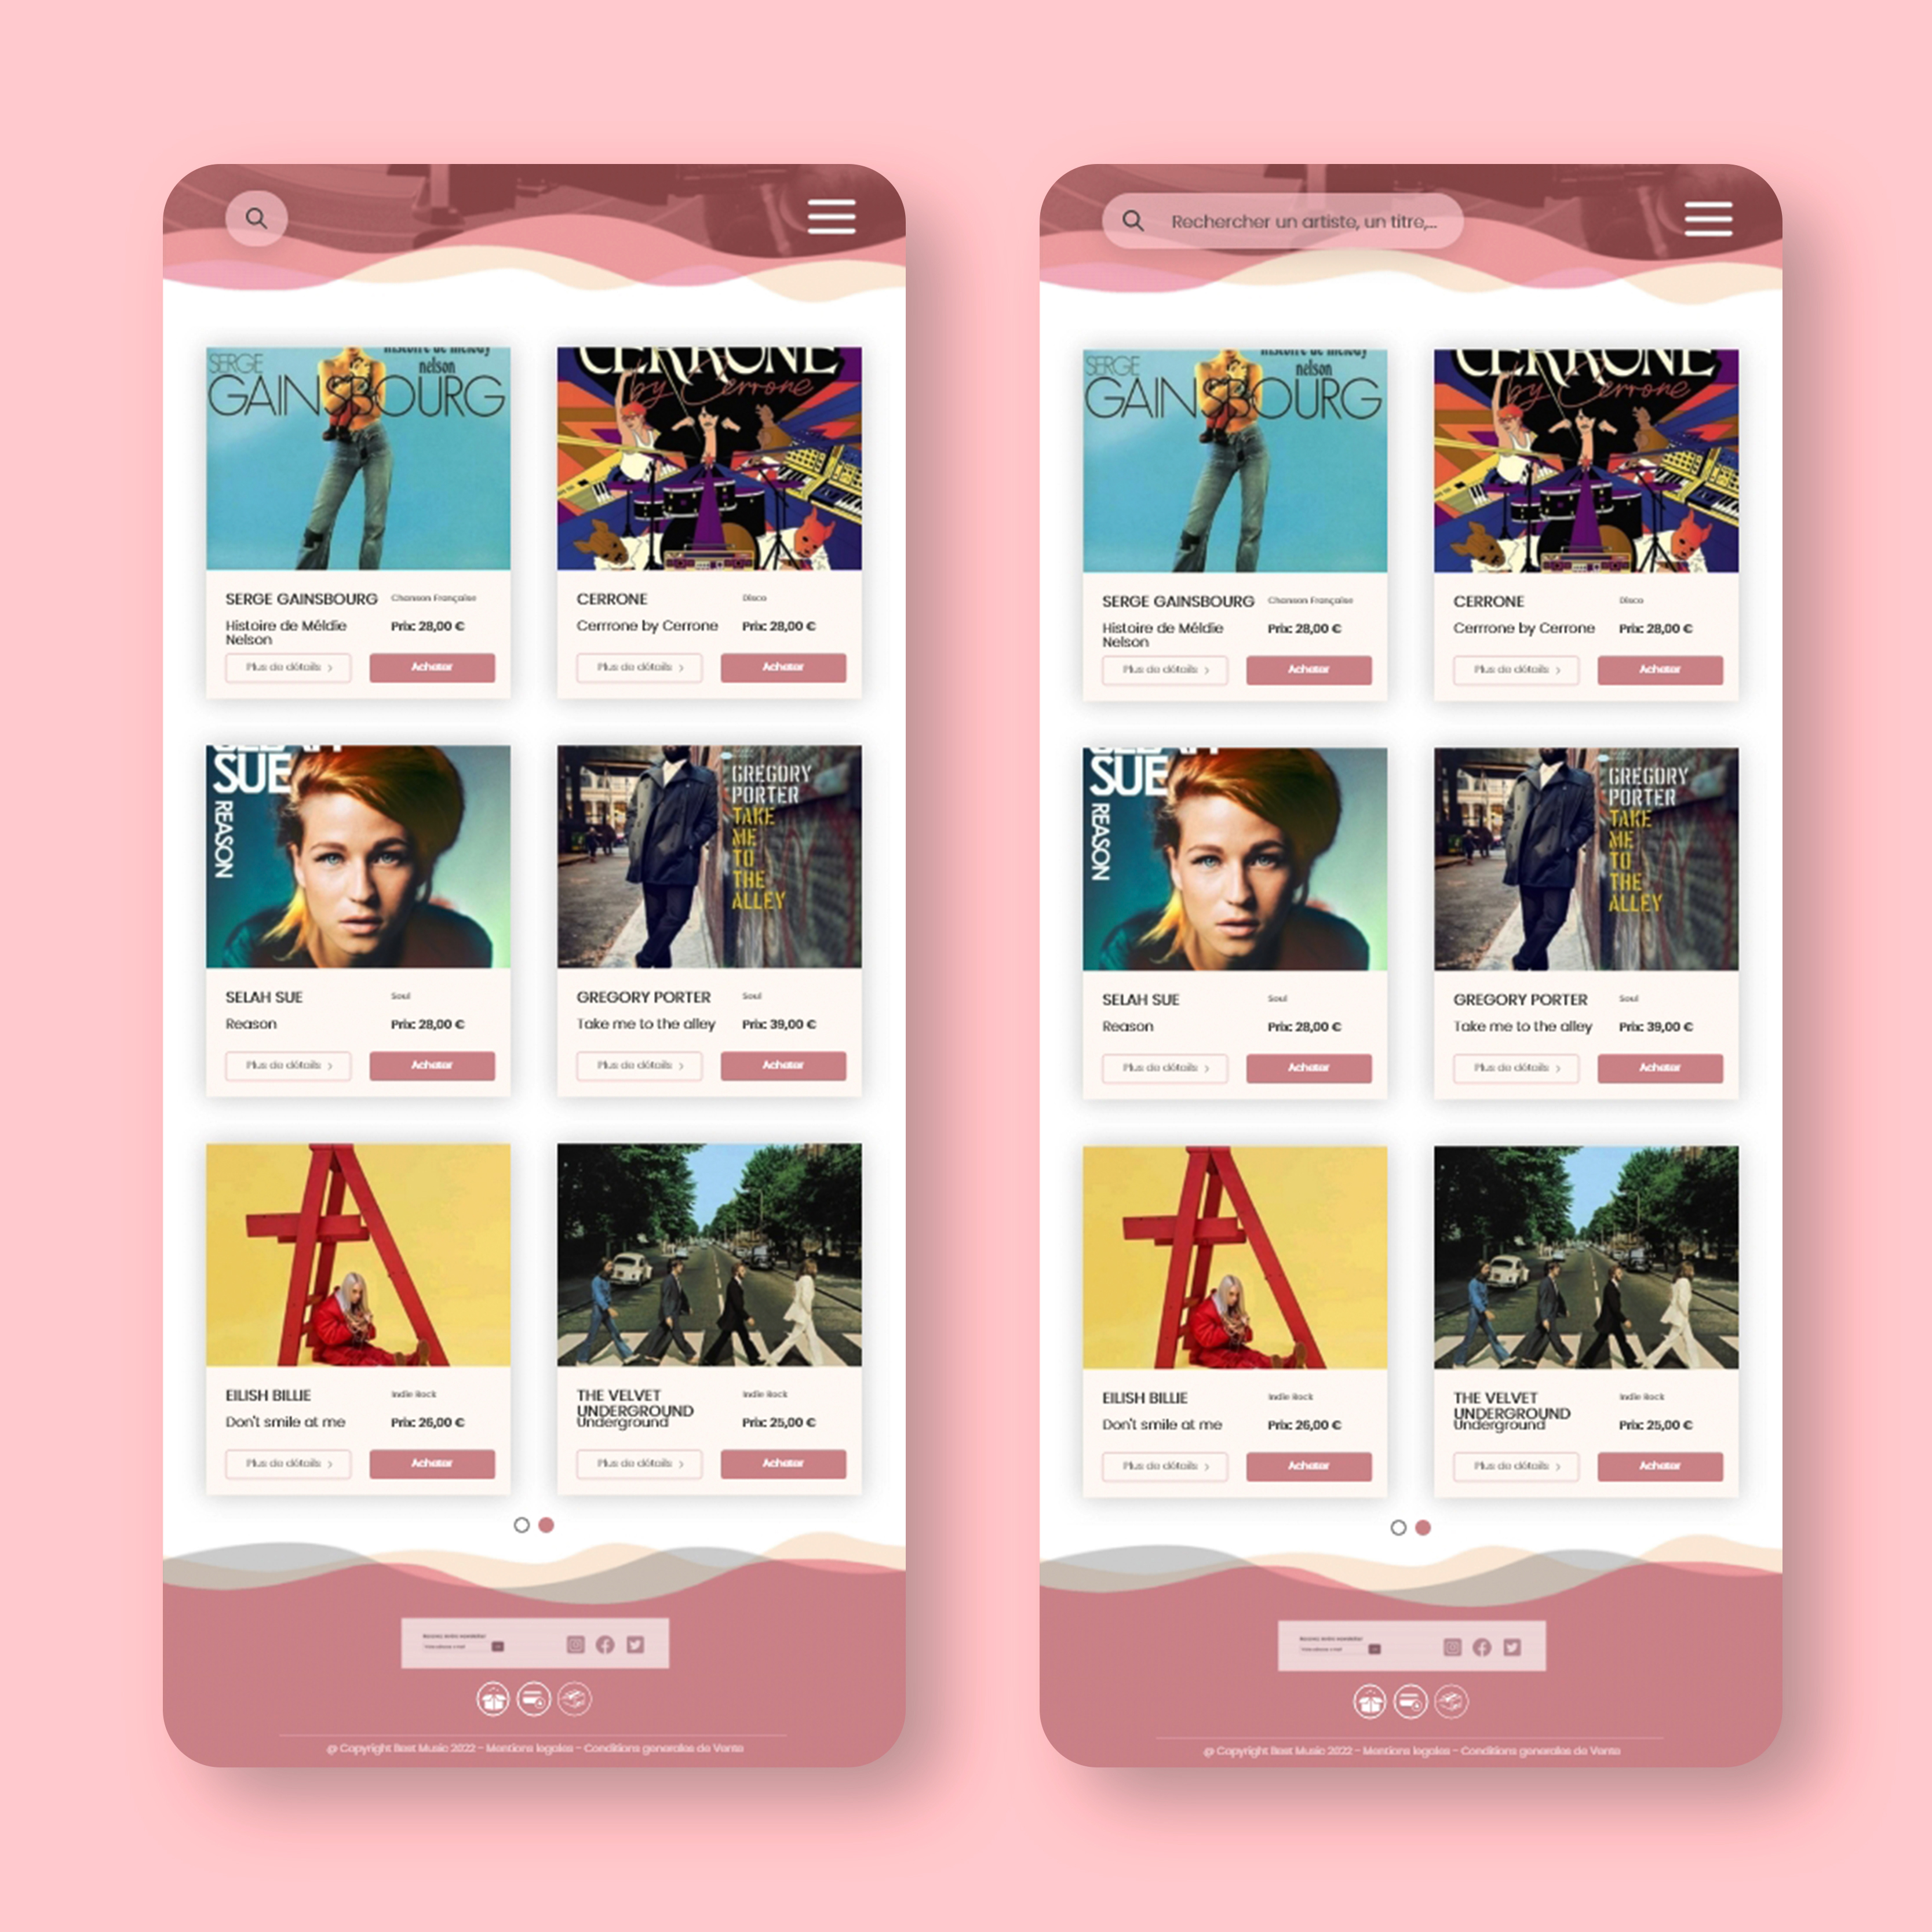 SERGE
GAINSBOURG
histoire de melody
nelson
CERRONE
by Cerrone
SERGE GAINSBOURG Chanson Française
Histoire de Méldie Prix: 28,00 €
Nelson
Plus de détails > Acheter
CERRONE Disco
Cerrrone by Cerrone Prix: 28,00 €
Plus de détails > Acheter
SELAH
SUE
REASON
GREGORY
PORTER
TAKE
ME
TO
THE
ALLEY
SELAH SUE Soul
Reason Prix: 28,00 €
Plus de détails > Acheter
GREGORY PORTER Soul
Take me to the alley Prix: 39,00 €
Plus de détails > Acheter
EILISH BILLIE Indie Rock
Don't smile at me Prix: 26,00 €
Plus de détails > Acheter
THE VELVET Indie Rock
UNDERGROUND
Underground Prix: 25,00 €
Plus de détails > Acheter
Recevez notre newsletter
@ Copyright Best Music 2022 - Mentions legales - Conditions generales de Vente
Rechercher un artiste, un titre,...
SERGE
GAINSBOURG
histoire de melody
nelson
CERRONE
by Cerrone
SERGE GAINSBOURG Chanson Française
Histoire de Méldie Prix: 28,00 €
Nelson
Plus de détails > Acheter
CERRONE Disco
Cerrrone by Cerrone Prix: 28,00 €
Plus de détails > Acheter
SELAH
SUE
REASON
GREGORY
PORTER
TAKE
ME
TO
THE
ALLEY
SELAH SUE Soul
Reason Prix: 28,00 €
Plus de détails > Acheter
GREGORY PORTER Soul
Take me to the alley Prix: 39,00 €
Plus de détails > Acheter
EILISH BILLIE Indie Rock
Don't smile at me Prix: 26,00 €
Plus de détails > Acheter
THE VELVET Indie Rock
UNDERGROUND
Underground Prix: 25,00 €
Plus de détails > Acheter
Recevez notre newsletter
@ Copyright Best Music 2022 - Mentions legales - Conditions generales de Vente